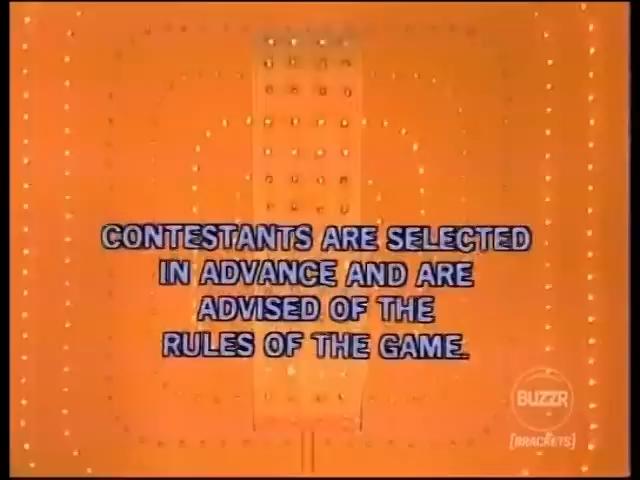 CONTESTANTS ARE SELECTED
IN ADVANCE AND ARE
ADVISED OF THE
RULES OF THE GAME.
BUZZR
[BRACKETS]